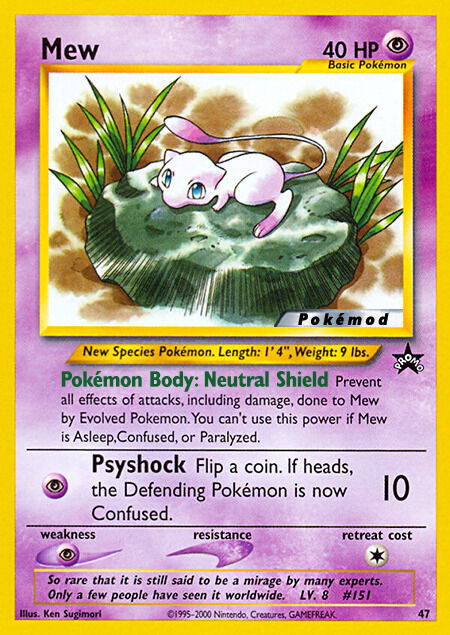 Mew 40 HP
Basic Pokémon
Pokémod
New Species Pokémon. Length: 1' 4", Weight: 9 lbs.
PROMO
Pokémon Body: Neutral Shield Prevent
all effects of attacks, including damage, done to Mew
by Evolved Pokemon. You can't use this power if Mew
is Asleep,Confused, or Paralyzed.
Psyshock Flip a coin. If heads,
the Defending Pokémon is now 10
Confused.
weakness resistance retreat cost
So rare that it is still said to be a mirage by many experts.
Only a few people have seen it worldwide. LV. 8 #151
Illus. Ken Sugimori ©1995-2000 Nintendo, Creatures, GAMEFREAK. 47